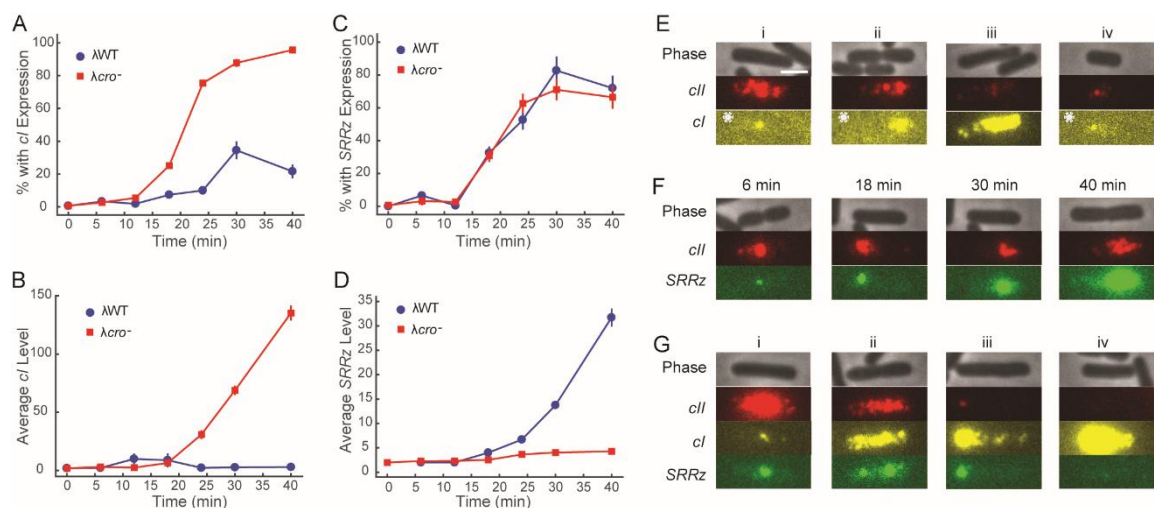 A
% with cI Expression
100
80
60
40
20
0
λWT
λcro-
0 5 10 15 20 25 30 35 40
Time (min)
B
Average cI Level
150
100
50
0
λWT
λcro-
0 5 10 15 20 25 30 35 40
Time (min)
C
% with SRRz Expression
100
80
60
40
20
0
λWT
λcro-
0 5 10 15 20 25 30 35 40
Time (min)
D
Average SRRz Level
35
30
25
20
15
10
5
0
λWT
λcro-
0 5 10 15 20 25 30 35 40
Time (min)
E
i ii iii iv
Phase
cII
cI
F
6 min 18 min 30 min 40 min
Phase
cII
SRRz
G
i ii iii iv
Phase
cII
cI
SRRz